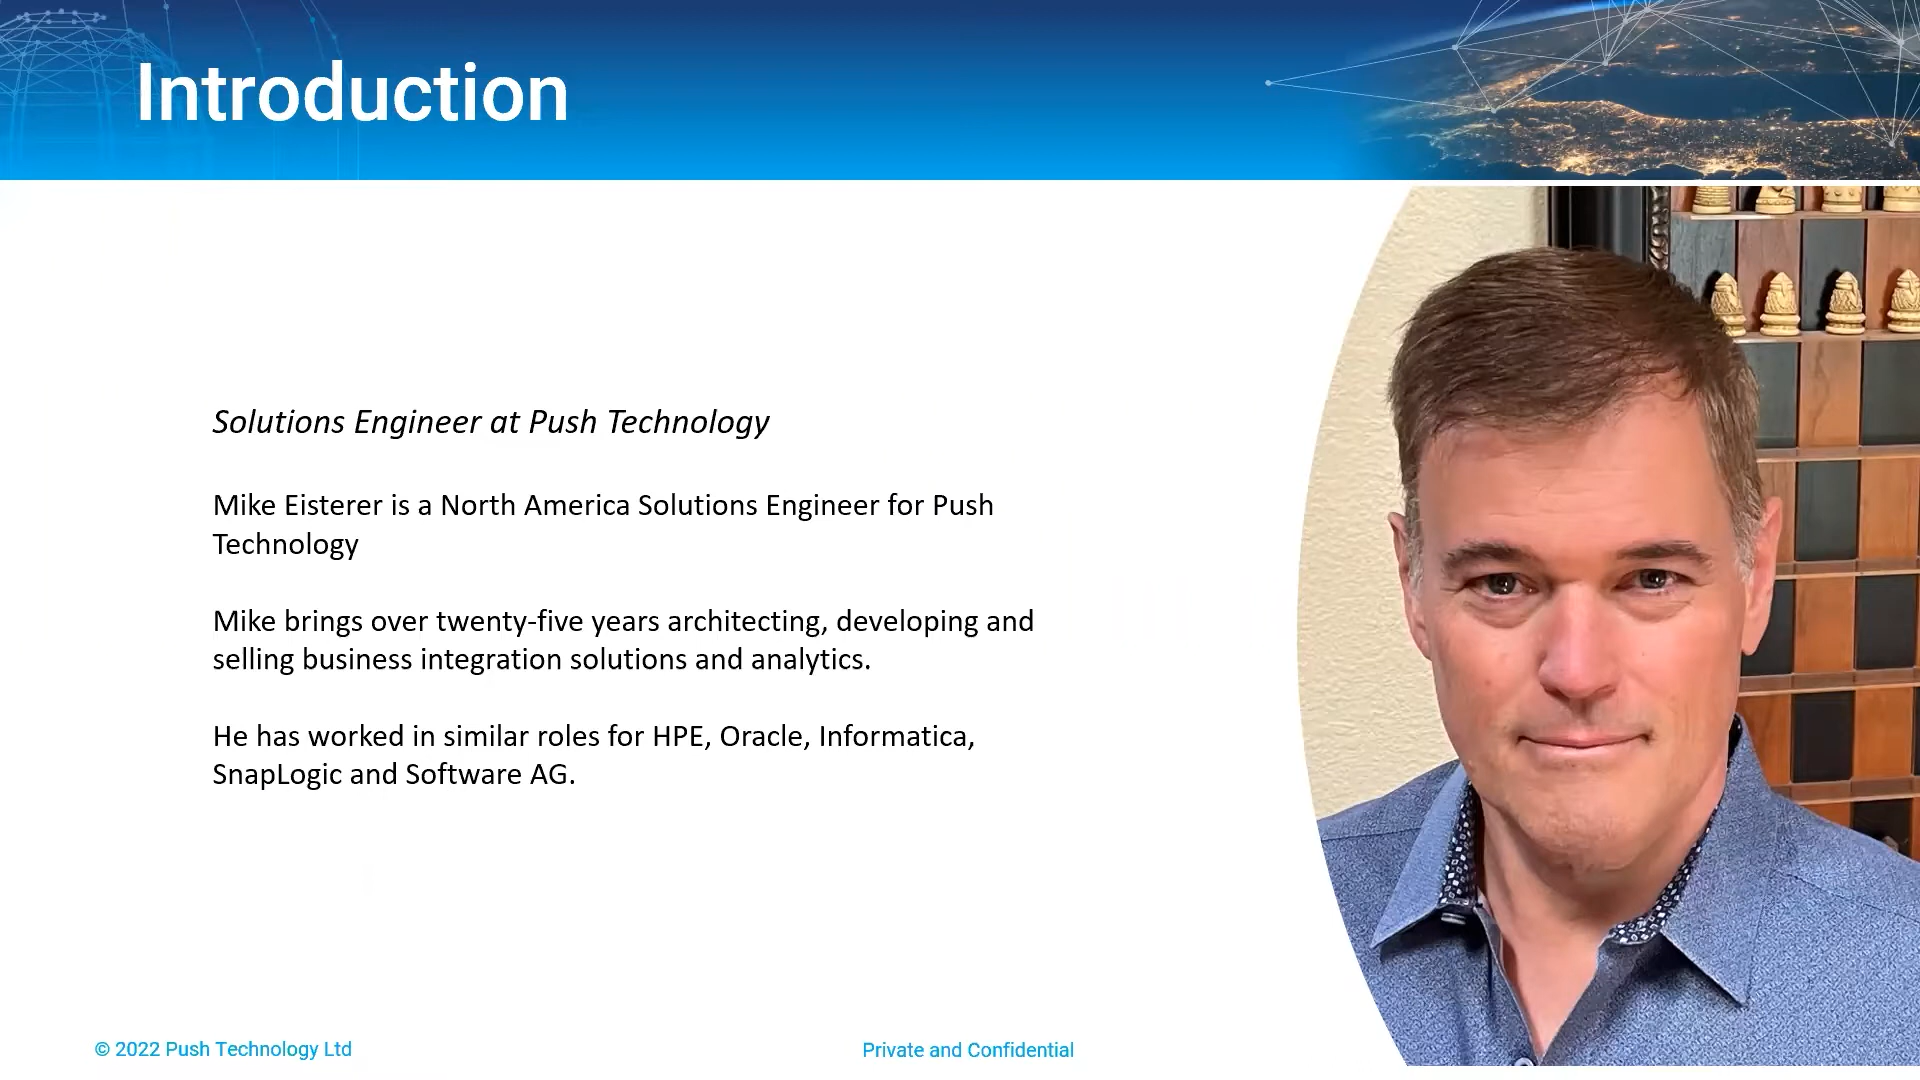 Introduction
Solutions Engineer at Push Technology
Mike Eisterer is a North America Solutions Engineer for Push
Technology
Mike brings over twenty-five years architecting, developing and
selling business integration solutions and analytics.
He has worked in similar roles for HPE, Oracle, Informatica,
SnapLogic and Software AG.
© 2022 Push Technology Ltd
Private and Confidential